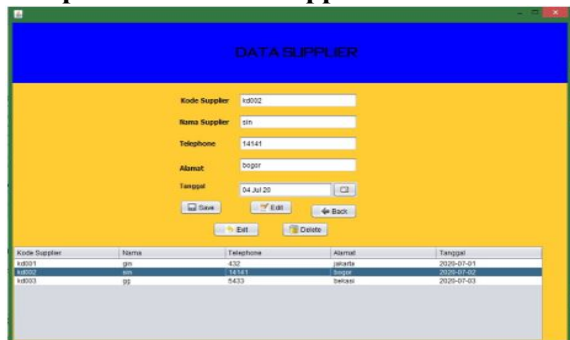 DATA SUPPLIER
Kode Supplier kd002
Nama Supplier sin
Telephone 14141
Alamat bogor
Tanggal 04 Jul 20
Save Edit Back
Exit Delete
Kode Supplier Nama Telephone Alamat Tanggal
kd001 gin 432 jakarta 2020-07-01
kd002 sin 14141 bogor 2020-07-02
kd003 gg 5433 bekasi 2020-07-03